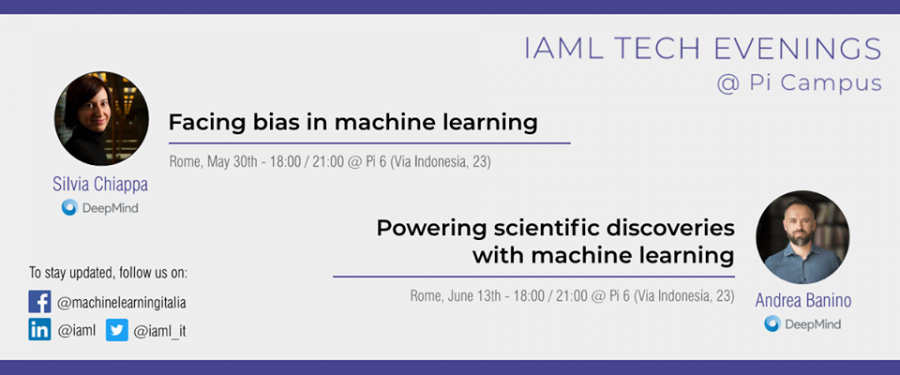 IAML TECH EVENINGS
@ Pi Campus
Facing bias in machine learning
Rome, May 30th - 18:00 / 21:00 @ Pi 6 (Via Indonesia, 23)
Silvia Chiappa
DeepMind
Powering scientific discoveries
with machine learning
Rome, June 13th - 18:00 / 21:00 @ Pi 6 (Via Indonesia, 23)
Andrea Banino
DeepMind
To stay updated, follow us on:
@machinelearningitalia
@iaml @iaml_it